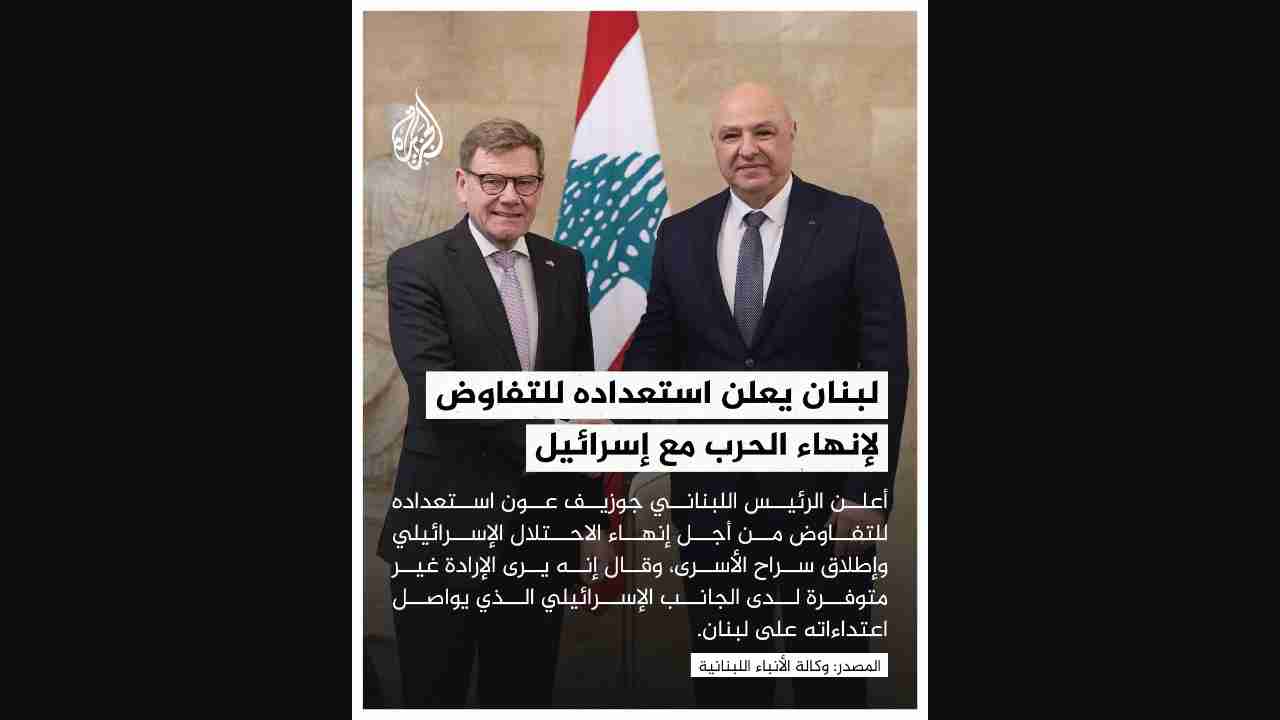 الجزيرة
لبنان يعلن استعداده للتفاوض
لإنهاء الحرب مع إسرائيل
أعلن الرئيس اللبناني جوزيف عون استعداده
للتفاوض من أجل إنهاء الاحتلال الإسرائيلي
وإطلاق سراح الأسرى، وقال إنه يرى الإرادة غير
متوفرة لدى الجانب الإسرائيلي الذي يواصل
اعتداءاته على لبنان.
المصدر: وكالة الأنباء اللبنانية